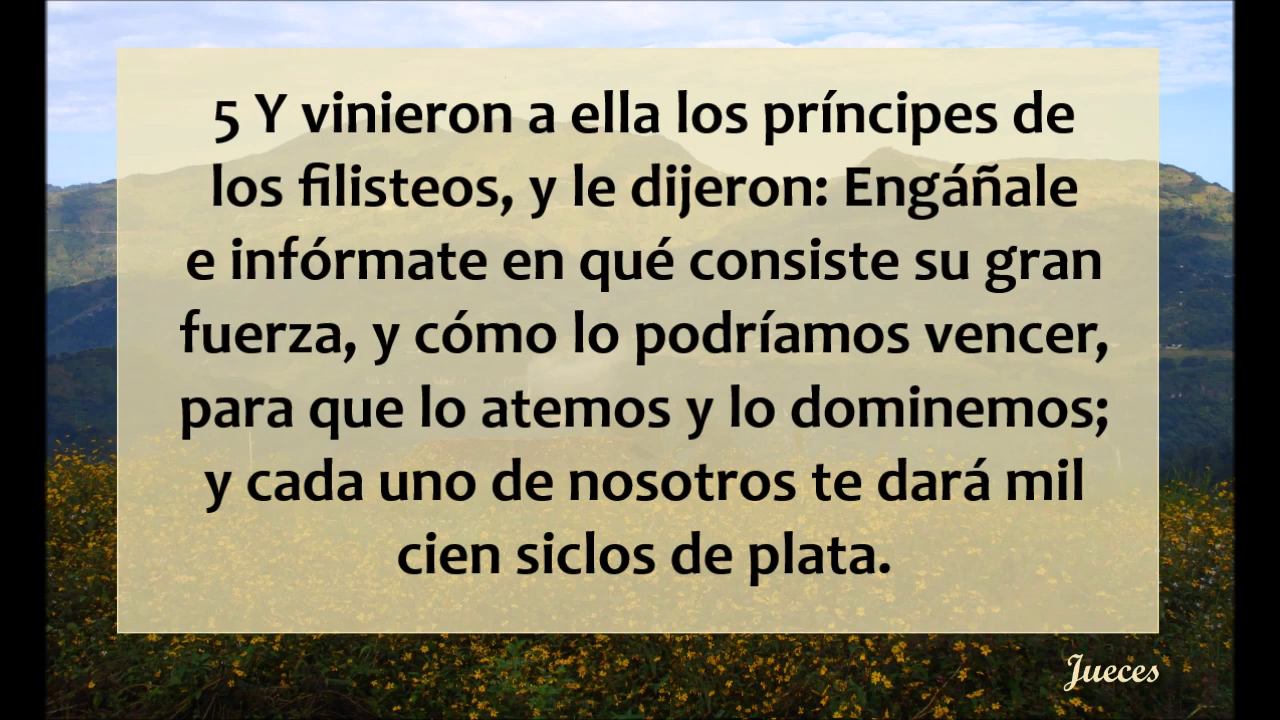 5 Y vinieron a ella los príncipes de
los filisteos, y le dijeron: Engáñale
e infórmate en qué consiste su gran
fuerza, y cómo lo podríamos vencer,
para que lo atemos y lo dominemos;
y cada uno de nosotros te dará mil
cien siclos de plata.
Jueces